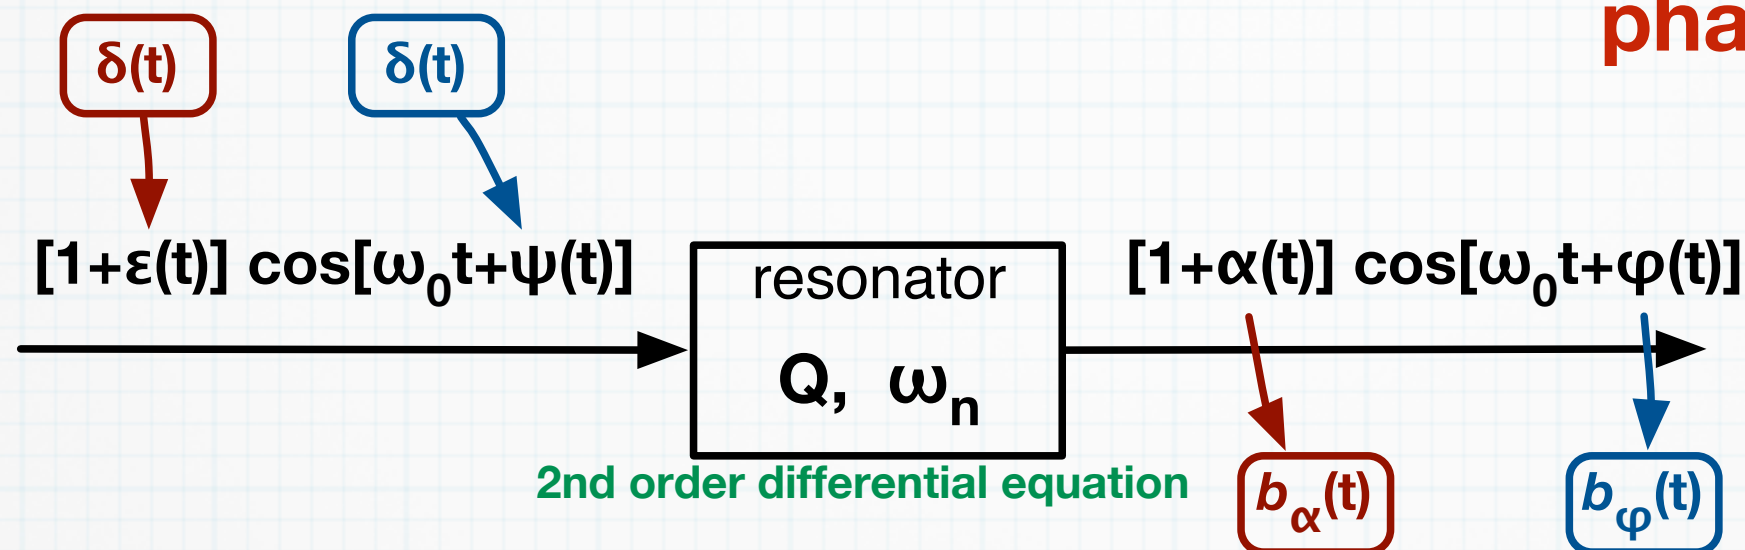 pha
δ(t) δ(t)
[1+ε(t)] cos[ω0t+ψ(t)]
resonator
[1+α(t)] cos[ω0t+φ(t)]
Q, ωn
2nd order differential equation
bα(t) bφ(t)